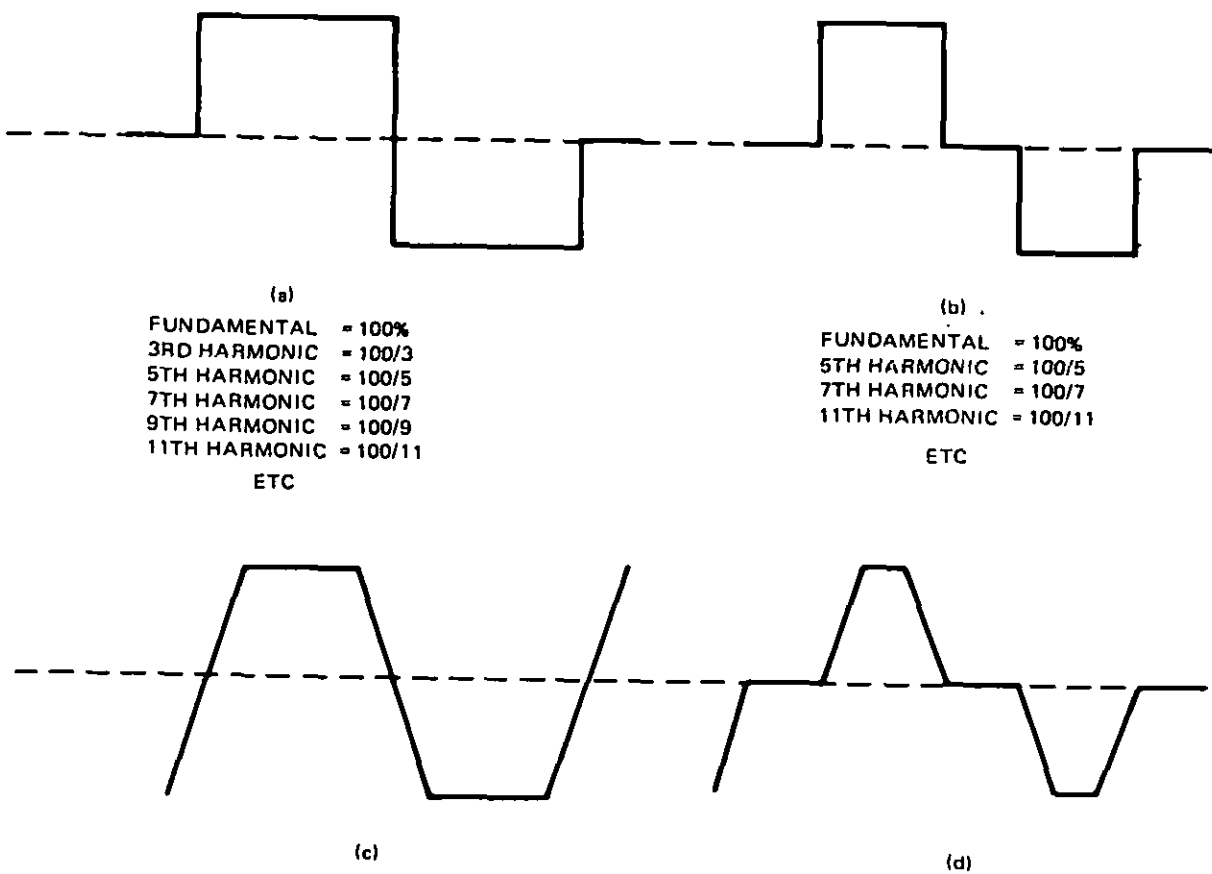 (a)
FUNDAMENTAL = 100%
3RD HARMONIC = 100/3
5TH HARMONIC = 100/5
7TH HARMONIC = 100/7
9TH HARMONIC = 100/9
11TH HARMONIC = 100/11
ETC
(b)
FUNDAMENTAL = 100%
5TH HARMONIC = 100/5
7TH HARMONIC = 100/7
11TH HARMONIC = 100/11
ETC
(c)
(d)